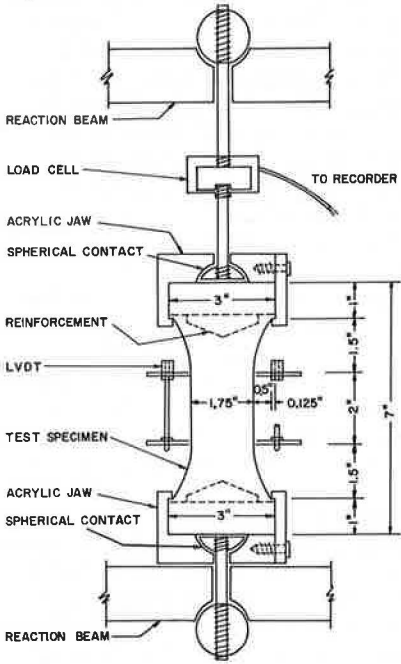 REACTION BEAM
LOAD CELL
TO RECORDER
ACRYLIC JAW
SPHERICAL CONTACT
3"
1"
REINFORCEMENT
1.5"
LVDT
0.5"
1.75"
0.125"
2"
7"
TEST SPECIMEN
1.5"
ACRYLIC JAW
3"
1"
SPHERICAL CONTACT
REACTION BEAM